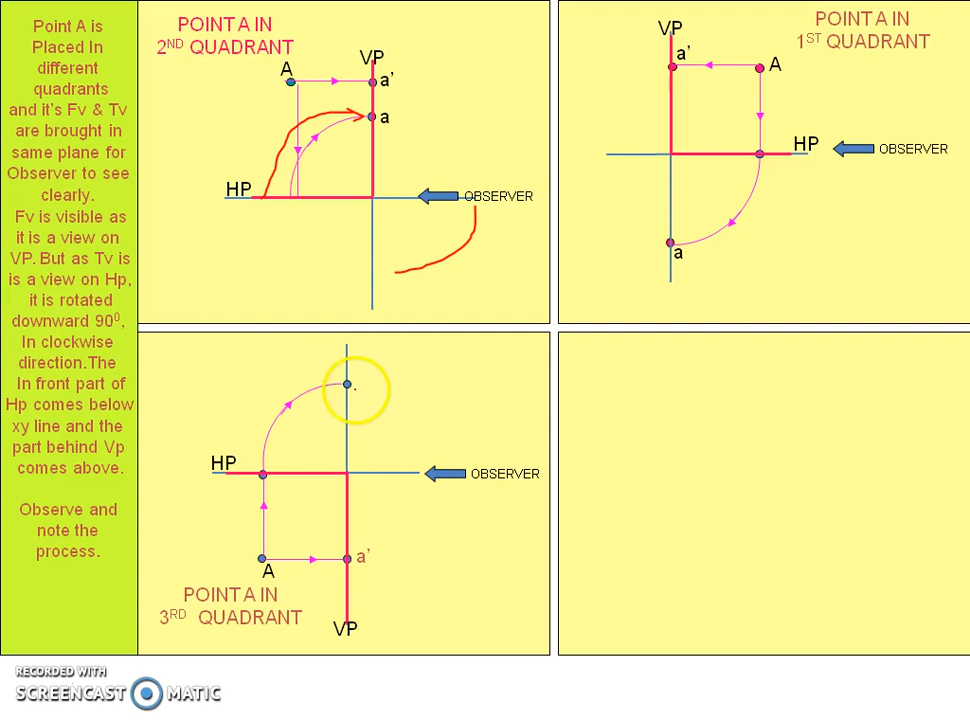 Point A is
Placed In
different
quadrants
and it's Fv & Tv
are brought in
same plane for
Observer to see
clearly.
Fv is visible as
it is a view on
VP. But as Tv is
is a view on Hp,
it is rotated
downward 90⁰,
In clockwise
direction.The
In front part of
Hp comes below
xy line and the
part behind Vp
comes above.
Observe and
note the
process.
POINT A IN
2ND QUADRANT
VP
A
a'
a
HP
OBSERVER
POINT A IN
1ST QUADRANT
VP
a'
A
HP
OBSERVER
a
HP
OBSERVER
A
a'
POINT A IN
3RD QUADRANT
VP
RECORDED WITH
SCREENCAST MATIC